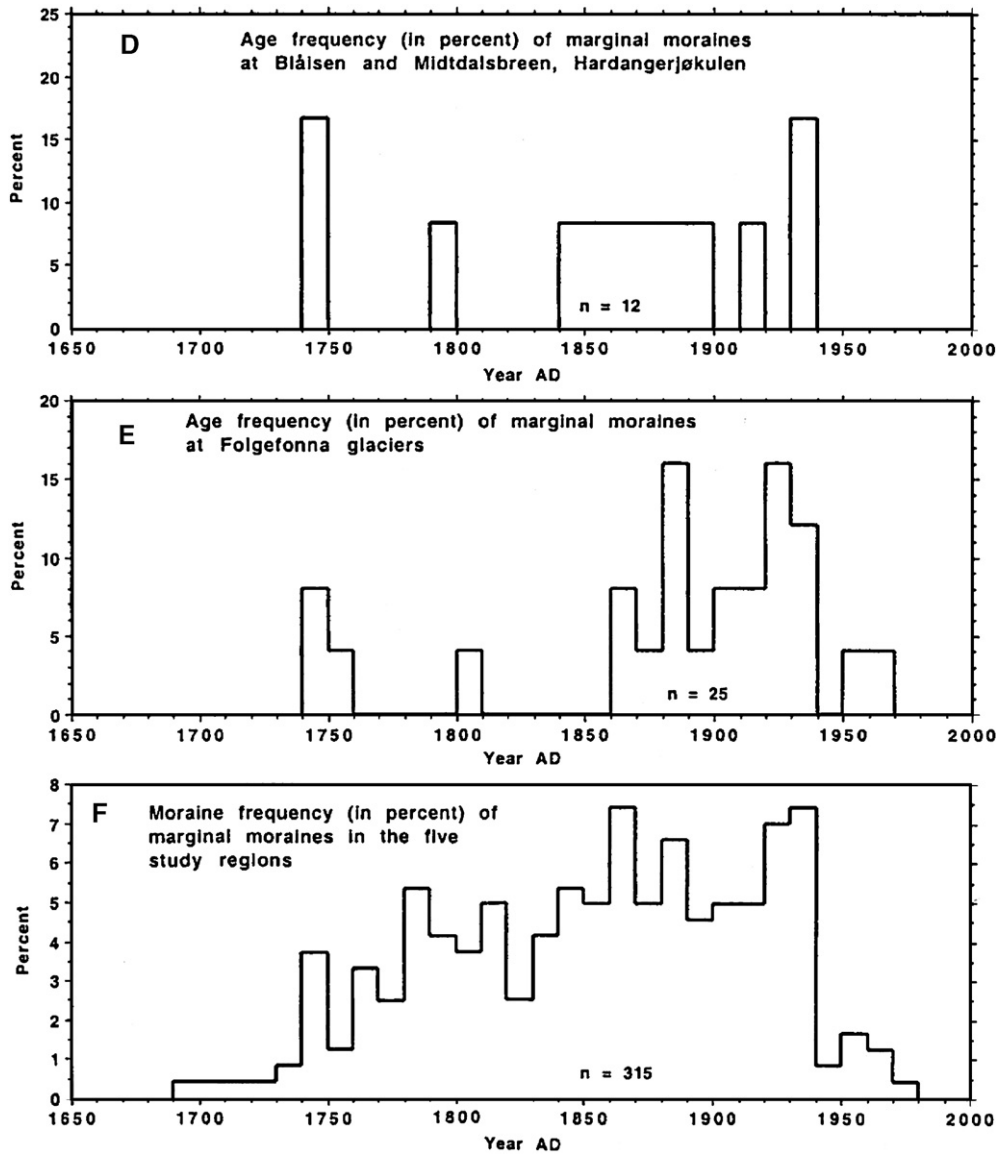 25
20
15
10
5
0
Percent
D
Age frequency (in percent) of marginal moraines
at Blåisen and Midtdalsbreen, Hardangerjøkulen
n = 12
1650 1700 1750 1800 1850 1900 1950 2000
Year AD
20
15
10
5
0
Percent
E
Age frequency (in percent) of marginal moraines
at Folgefonna glaciers
n = 25
1650 1700 1750 1800 1850 1900 1950 2000
Year AD
8
7
6
5
4
3
2
1
0
Percent
F
Moraine frequency (in percent) of
marginal moraines in the five
study regions
n = 315
1650 1700 1750 1800 1850 1900 1950 2000
Year AD